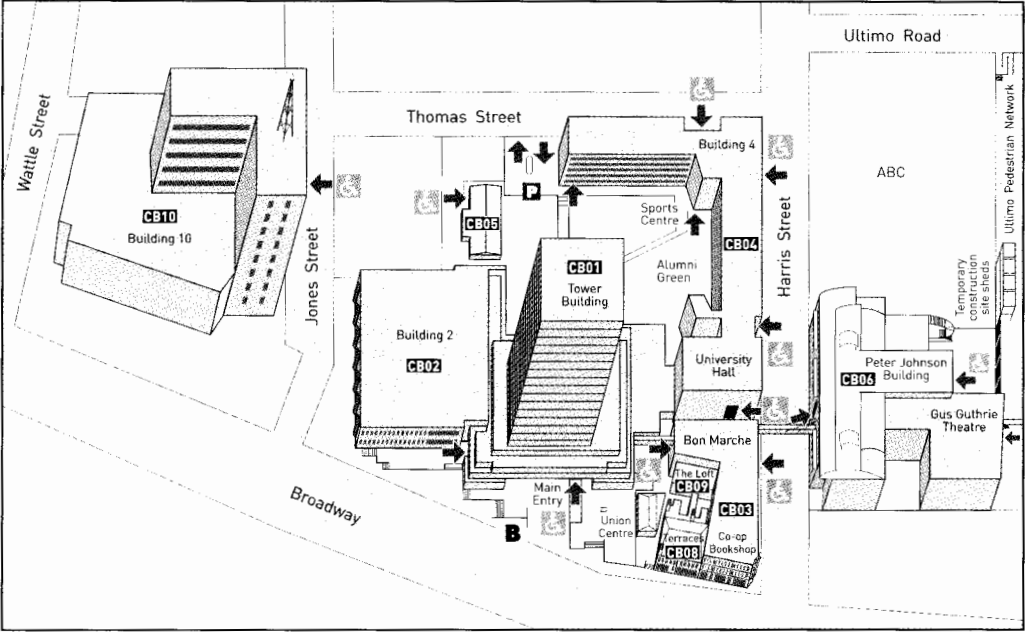 Ultimo Road
Thomas Street
Wattle Street
Jones Street
Harris Street
Ultimo Pedestrian Network
Temporary
construction
site sheds
Broadway
ABC
Building 4
CB10
Building 10
P
CB05
Sports
Centre
CB04
CB01
Tower
Building
Alumni
Green
Building 2
CB02
University
Hall
Peter Johnson
Building
CB06
Gus Guthrie
Theatre
Bon Marche
The Loft
CB09
Main
Entry
B
Union
Centre
CB03
Terraces
CB08
Co-op
Bookshop